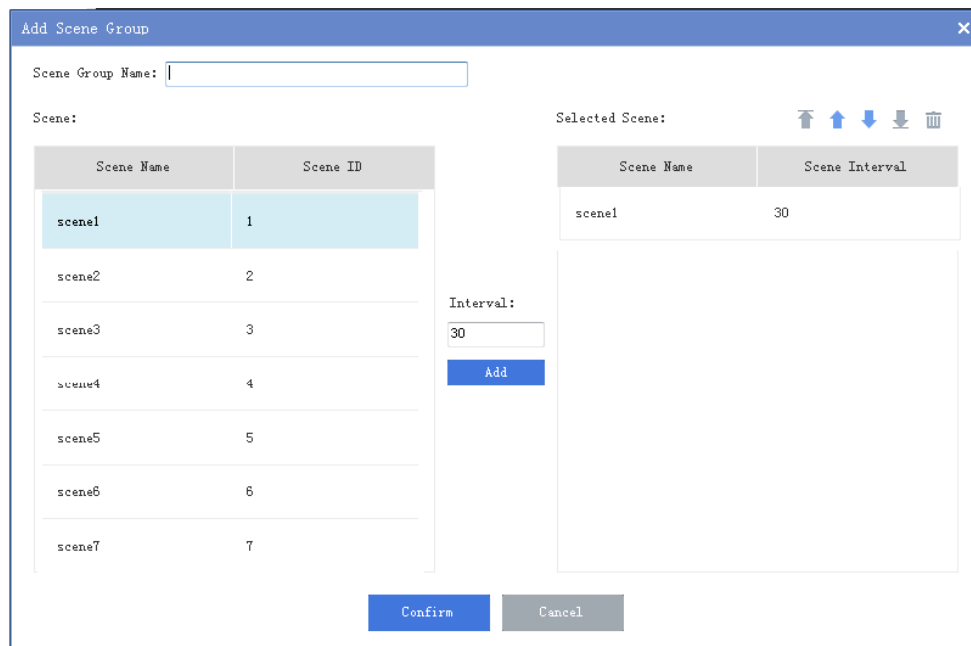 Add Scene Group
Scene Group Name:
Scene:
Selected Scene:
Scene Name Scene ID
scene1 1
scene2 2
scene3 3
scene4 4
scene5 5
scene6 6
scene7 7
Interval:
30
Add
Scene Name Scene Interval
scene1 30
Confirm Cancel